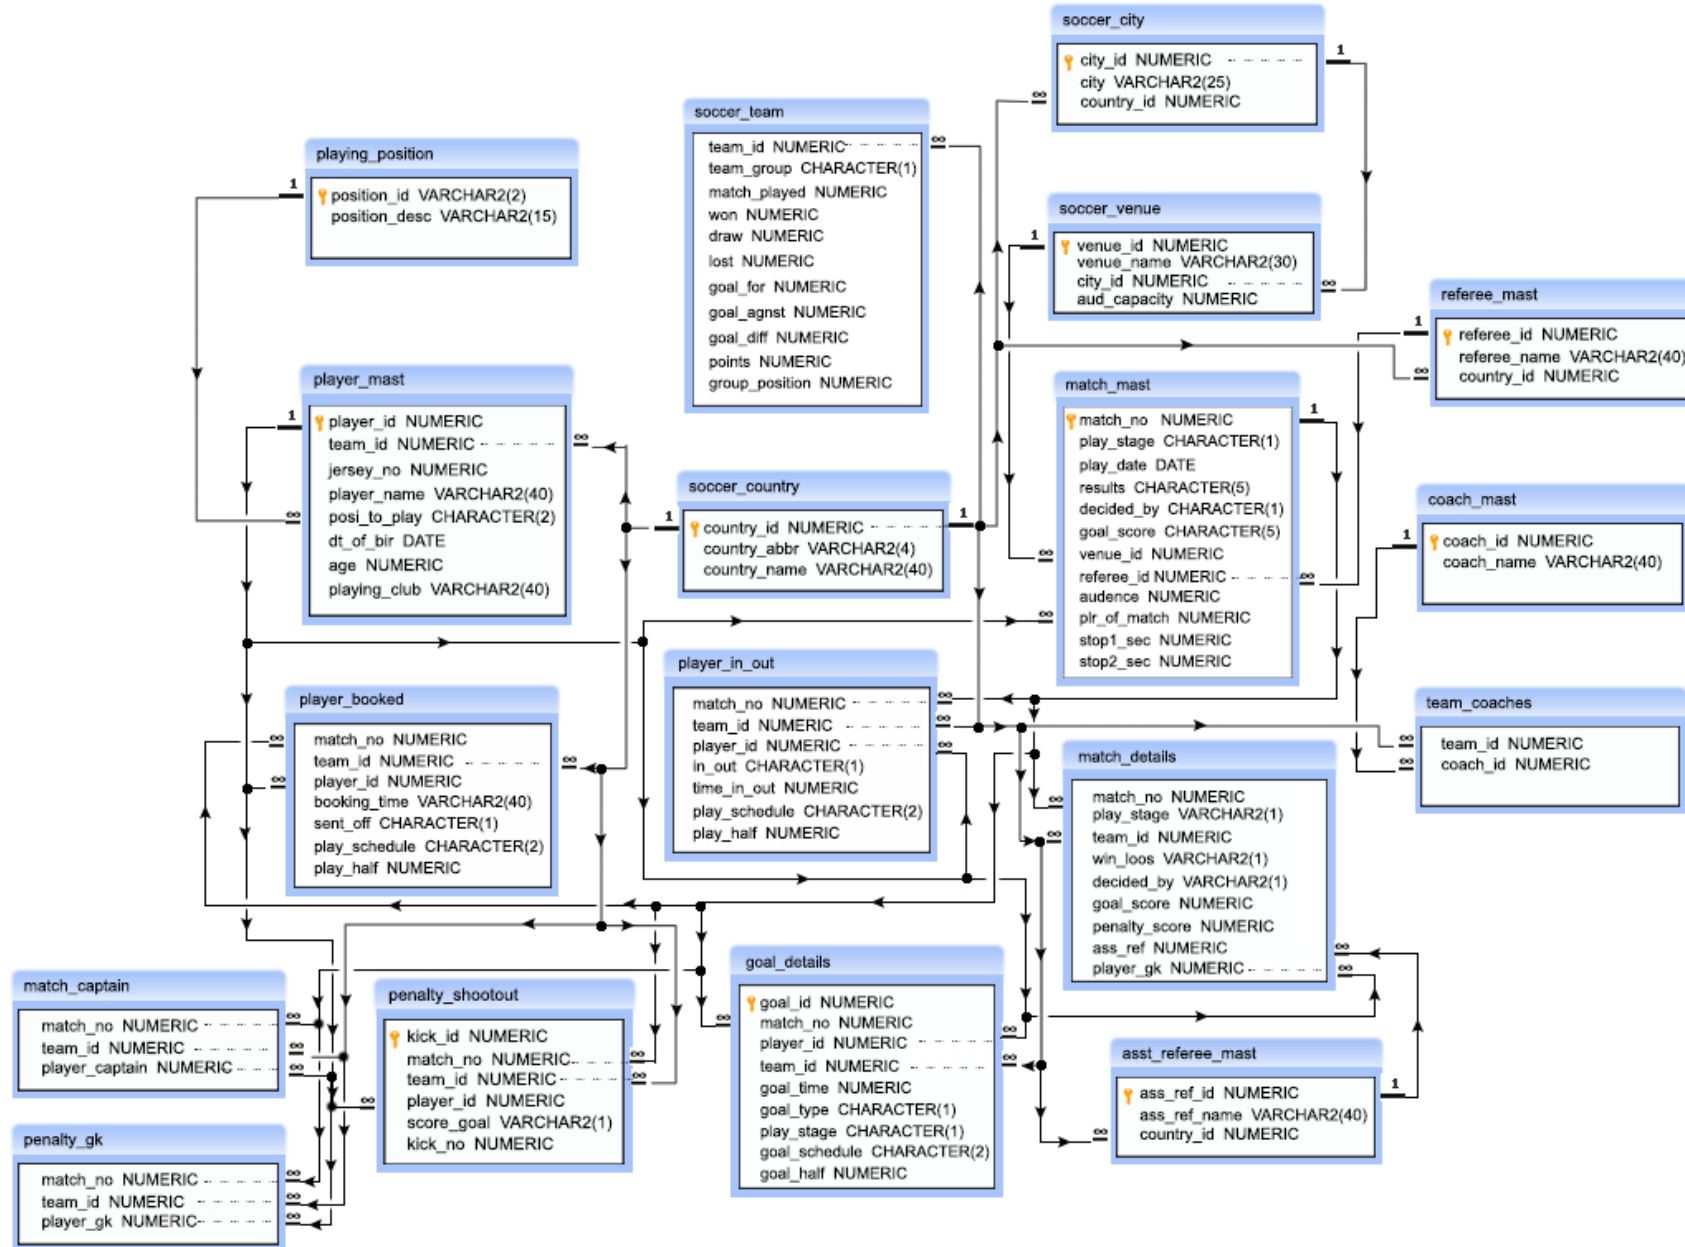 soccer_city
city_id NUMERIC
city VARCHAR2(25)
country_id NUMERIC
1
∞
soccer_team
team_id NUMERIC
team_group CHARACTER(1)
match_played NUMERIC
won NUMERIC
draw NUMERIC
lost NUMERIC
goal_for NUMERIC
goal_agnst NUMERIC
goal_diff NUMERIC
points NUMERIC
group_position NUMERIC
∞
playing_position
1
position_id VARCHAR2(2)
position_desc VARCHAR2(15)
soccer_venue
1
venue_id NUMERIC
venue_name VARCHAR2(30)
city_id NUMERIC
aud_capacity NUMERIC
∞
referee_mast
1
referee_id NUMERIC
referee_name VARCHAR2(40)
country_id NUMERIC
∞
player_mast
1
player_id NUMERIC
team_id NUMERIC
jersey_no NUMERIC
player_name VARCHAR2(40)
posi_to_play CHARACTER(2)
dt_of_bir DATE
age NUMERIC
playing_club VARCHAR2(40)
∞
∞
match_mast
match_no NUMERIC
play_stage CHARACTER(1)
play_date DATE
results CHARACTER(5)
decided_by CHARACTER(1)
goal_score CHARACTER(5)
venue_id NUMERIC
referee_id NUMERIC
audence NUMERIC
plr_of_match NUMERIC
stop1_sec NUMERIC
stop2_sec NUMERIC
1
∞
∞
∞
soccer_country
1
country_id NUMERIC
country_abbr VARCHAR2(4)
country_name VARCHAR2(40)
1
coach_mast
1
coach_id NUMERIC
coach_name VARCHAR2(40)
player_in_out
match_no NUMERIC
team_id NUMERIC
player_id NUMERIC
in_out CHARACTER(1)
time_in_out NUMERIC
play_schedule CHARACTER(2)
play_half NUMERIC
∞
∞
∞
player_booked
match_no NUMERIC
team_id NUMERIC
player_id NUMERIC
booking_time VARCHAR2(40)
sent_off CHARACTER(1)
play_schedule CHARACTER(2)
play_half NUMERIC
∞
∞
∞
team_coaches
team_id NUMERIC
coach_id NUMERIC
∞
∞
match_details
match_no NUMERIC
play_stage VARCHAR2(1)
team_id NUMERIC
win_loos VARCHAR2(1)
decided_by VARCHAR2(1)
goal_score NUMERIC
penalty_score NUMERIC
ass_ref NUMERIC
player_gk NUMERIC
∞
∞
∞
∞
match_captain
match_no NUMERIC
team_id NUMERIC
player_captain NUMERIC
∞
∞
∞
penalty_shootout
kick_id NUMERIC
match_no NUMERIC
team_id NUMERIC
player_id NUMERIC
score_goal VARCHAR2(1)
kick_no NUMERIC
∞
∞
∞
goal_details
goal_id NUMERIC
match_no NUMERIC
player_id NUMERIC
team_id NUMERIC
goal_time NUMERIC
goal_type CHARACTER(1)
play_stage CHARACTER(1)
goal_schedule CHARACTER(2)
goal_half NUMERIC
∞
∞
∞
asst_referee_mast
ass_ref_id NUMERIC
ass_ref_name VARCHAR2(40)
country_id NUMERIC
1
∞
penalty_gk
match_no NUMERIC
team_id NUMERIC
player_gk NUMERIC
∞
∞
∞